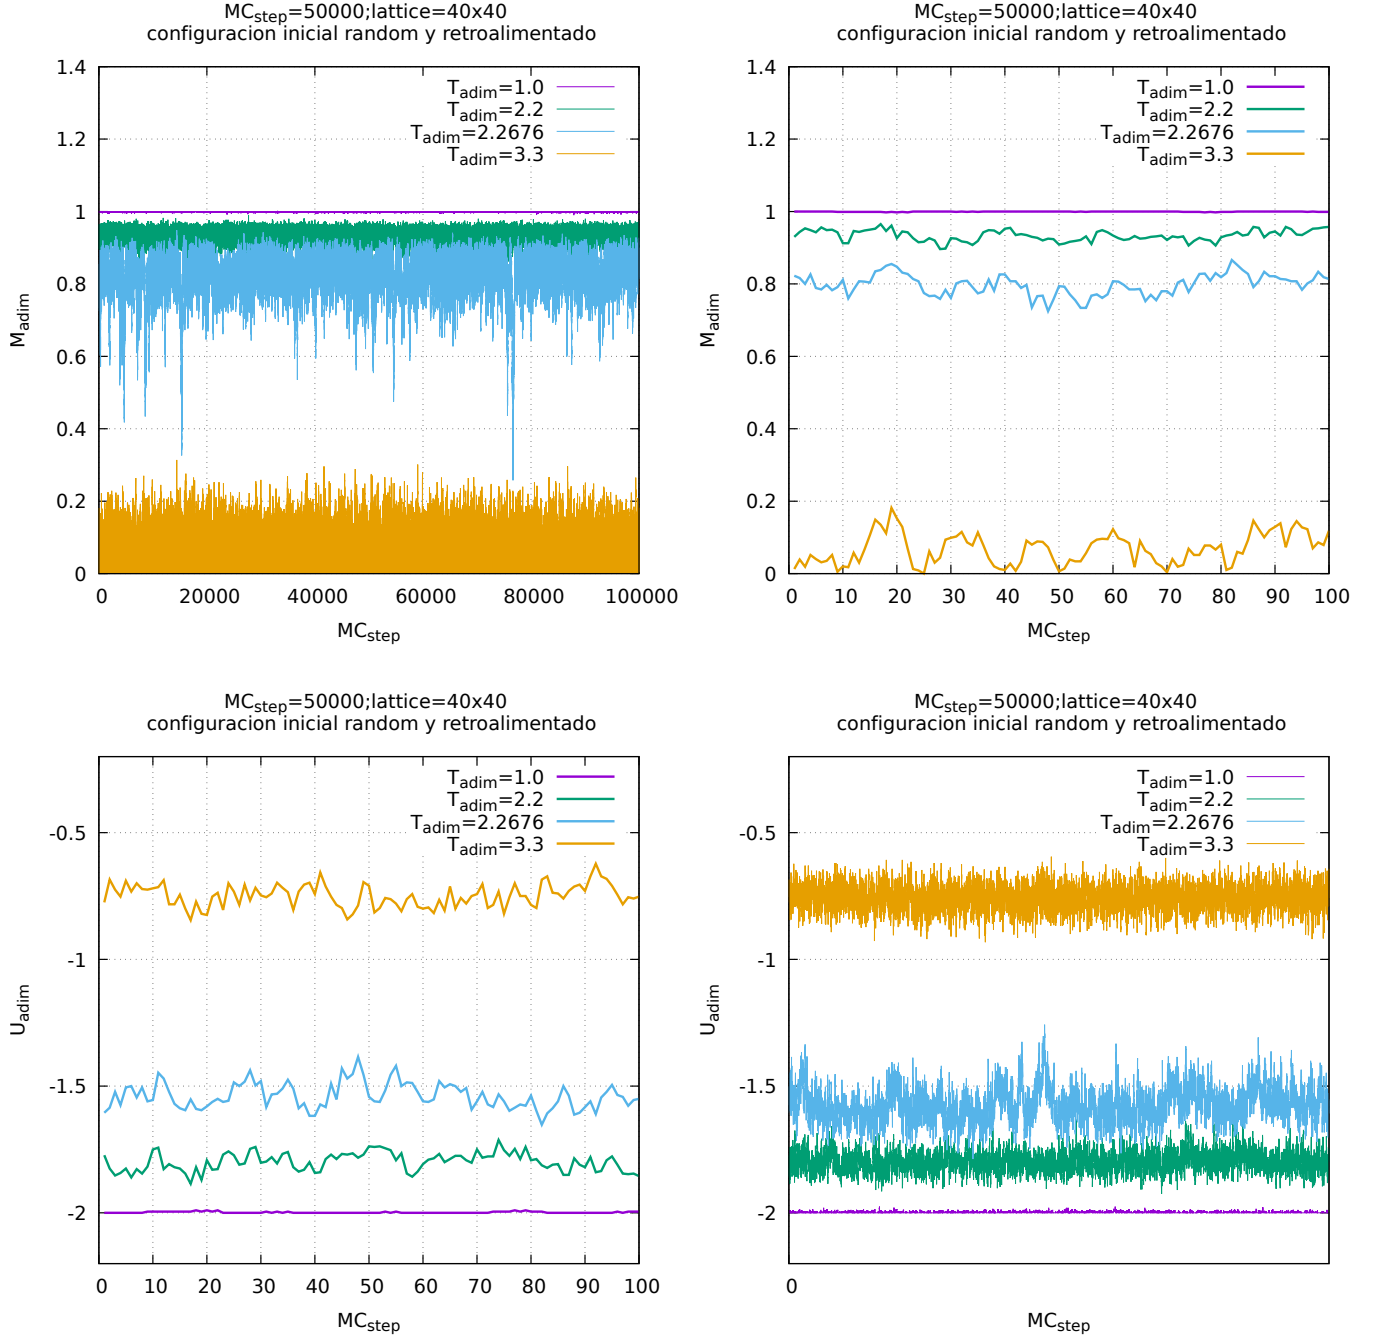 MCstep=50000;lattice=40x40
configuracion inicial random y retroalimentado
1.4
1.2
1
0.8
0.6
0.4
0.2
0
Madim
Tadim=1.0
Tadim=2.2
Tadim=2.2676
Tadim=3.3
20000 40000 60000 80000 100000
MCstep
MCstep=50000;lattice=40x40
configuracion inicial random y retroalimentado
1.4
1.2
1
0.8
0.6
0.4
0.2
0
Madim
Tadim=1.0
Tadim=2.2
Tadim=2.2676
Tadim=3.3
0 10 20 30 40 50 60 70 80 90 100
MCstep
MCstep=50000;lattice=40x40
configuracion inicial random y retroalimentado
-0.5
-1
-1.5
-2
Uadim
Tadim=1.0
Tadim=2.2
Tadim=2.2676
Tadim=3.3
0 10 20 30 40 50 60 70 80 90 100
MCstep
MCstep=50000;lattice=40x40
configuracion inicial random y retroalimentado
-0.5
-1
-1.5
-2
Uadim
Tadim=1.0
Tadim=2.2
Tadim=2.2676
Tadim=3.3
0
MCstep